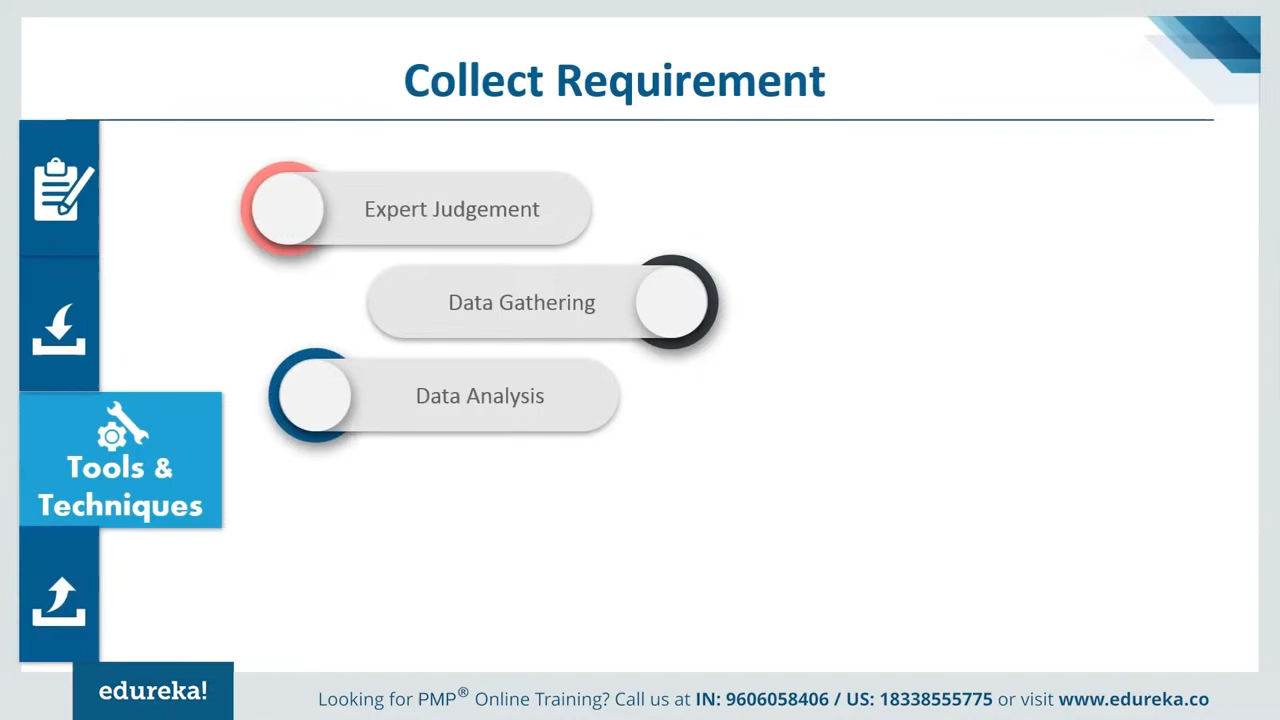 Collect Requirement
Expert Judgement
Data Gathering
Data Analysis
Tools &
Techniques
edureka!
Looking for PMP® Online Training? Call us at IN: 9606058406 / US: 18338555775 or visit www.edureka.co